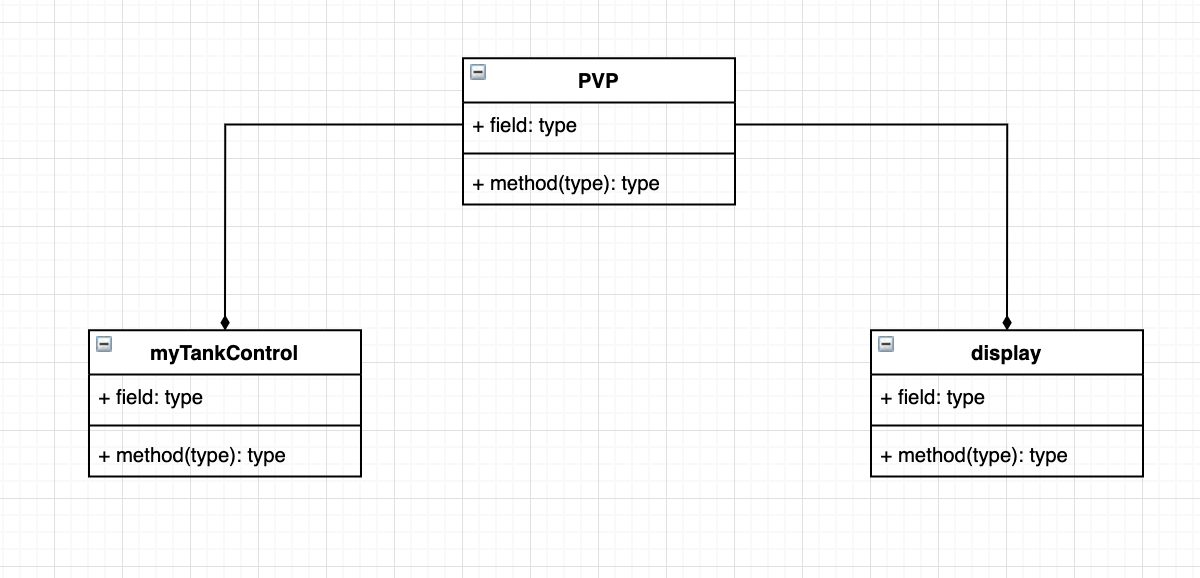 PVP
+ field: type
+ method(type): type
myTankControl
+ field: type
+ method(type): type
display
+ field: type
+ method(type): type